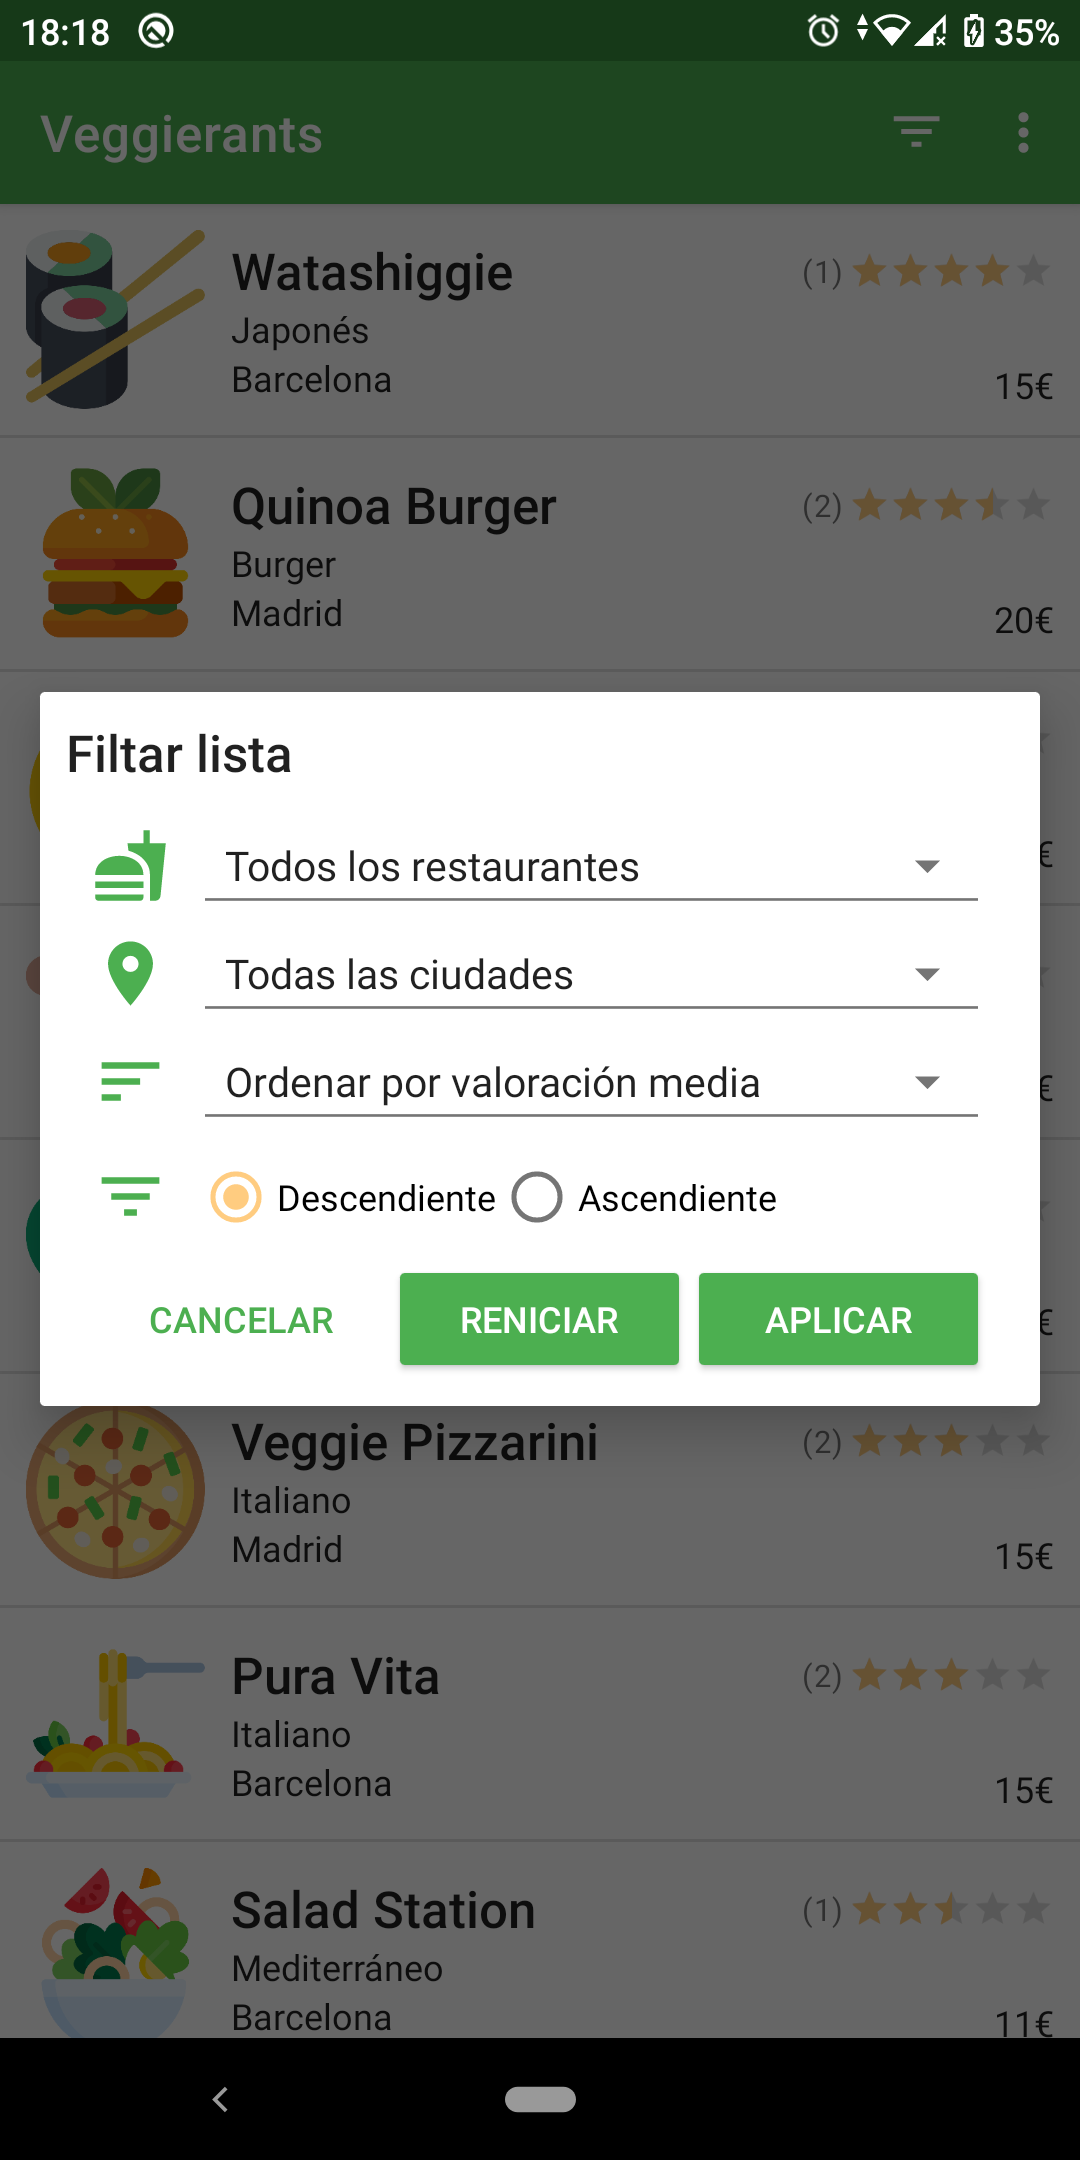 18:18
35%
Veggierants
Watashiggie
(1)
Japonés
Barcelona
15€
Quinoa Burger
(2)
Burger
Madrid
20€
€
Filtar lista
Todos los restaurantes
Todas las ciudades
€
Ordenar por valoración media
Descendiente
Ascendiente
CANCELAR
RENICIAR
APLICAR
€
Veggie Pizzarini
(2)
Italiano
Madrid
15€
Pura Vita
(2)
Italiano
Barcelona
15€
Salad Station
(1)
Mediterráneo
Barcelona
11€